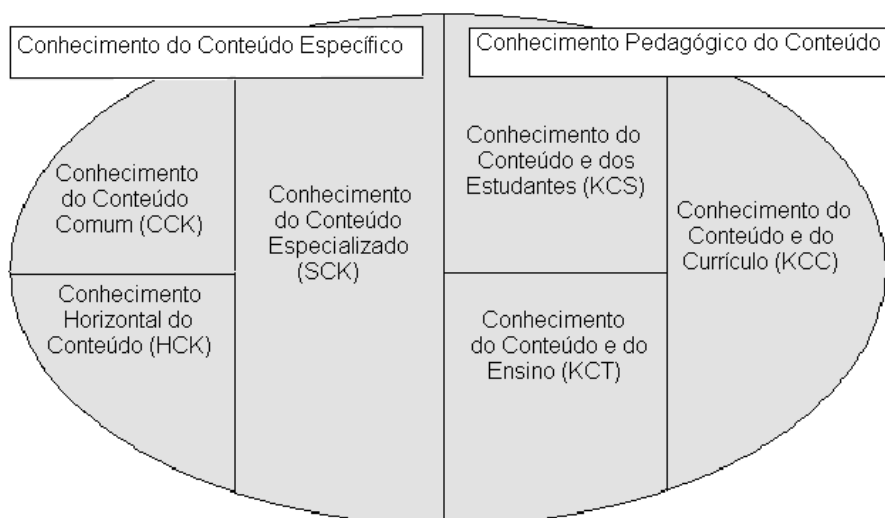 Conhecimento do Conteúdo Específico
Conhecimento Pedagógico do Conteúdo
Conhecimento
do Conteúdo
Comum (CCK)
Conhecimento
Horizontal do
Conteúdo (HCK)
Conhecimento
do Conteúdo
Especializado
(SCK)
Conhecimento do
Conteúdo e dos
Estudantes (KCS)
Conhecimento
do Conteúdo e do
Ensino (KCT)
Conhecimento do
Conteúdo e do
Currículo (KCC)